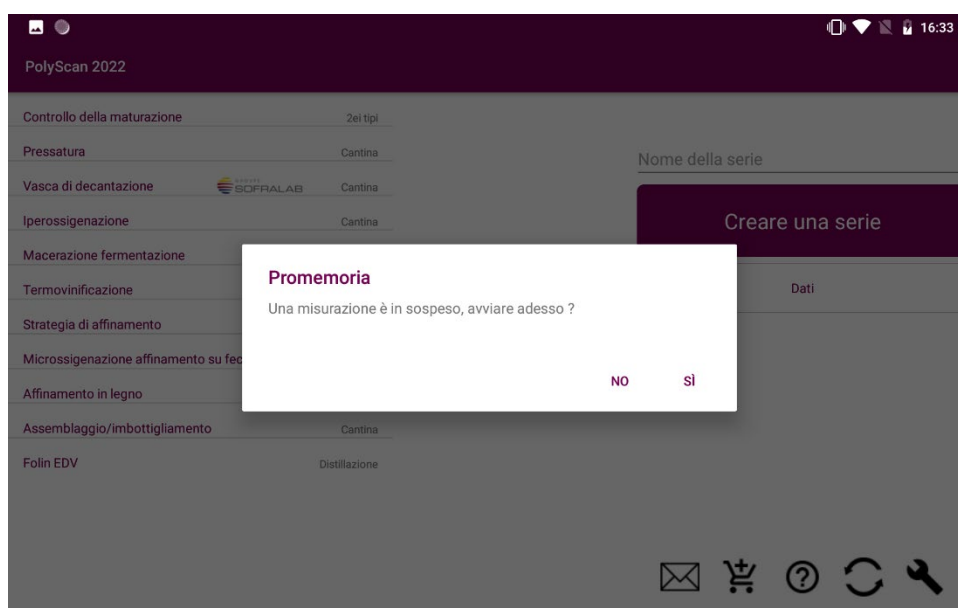 16:33
PolyScan 2022
Controllo della maturazione 2ei tipi
Pressatura Cantina
Nome della serie
Vasca di decantazione SOFRALAB Cantina
Iperossigenazione Cantina
Creare una serie
Macerazione fermentazione
Termovinificazione
Dati
Strategia di affinamento
Microssigenazione affinamento su fec
Affinamento in legno
Assemblaggio/imbottigliamento Cantina
Folin EDV Distillazione
Promemoria
Una misurazione è in sospeso, avviare adesso ?
NO SÌ